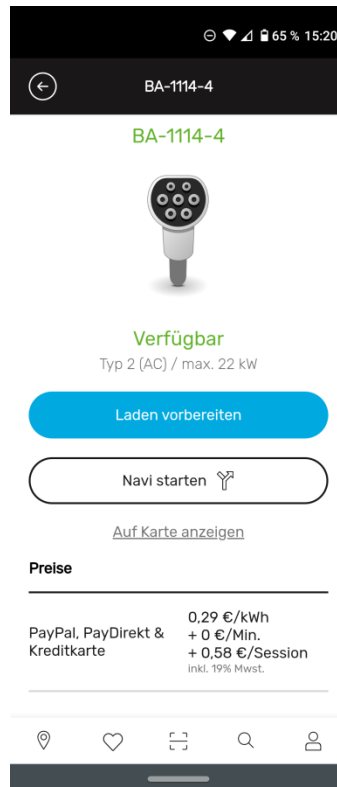 65 % 15:20
BA-1114-4
BA-1114-4
Verfügbar
Typ 2 (AC) / max. 22 kW
Laden vorbereiten
Navi starten
Auf Karte anzeigen
Preise
PayPal, PayDirekt &
Kreditkarte
0,29 €/kWh
+ 0 €/Min.
+ 0,58 €/Session
inkl. 19% Mwst.